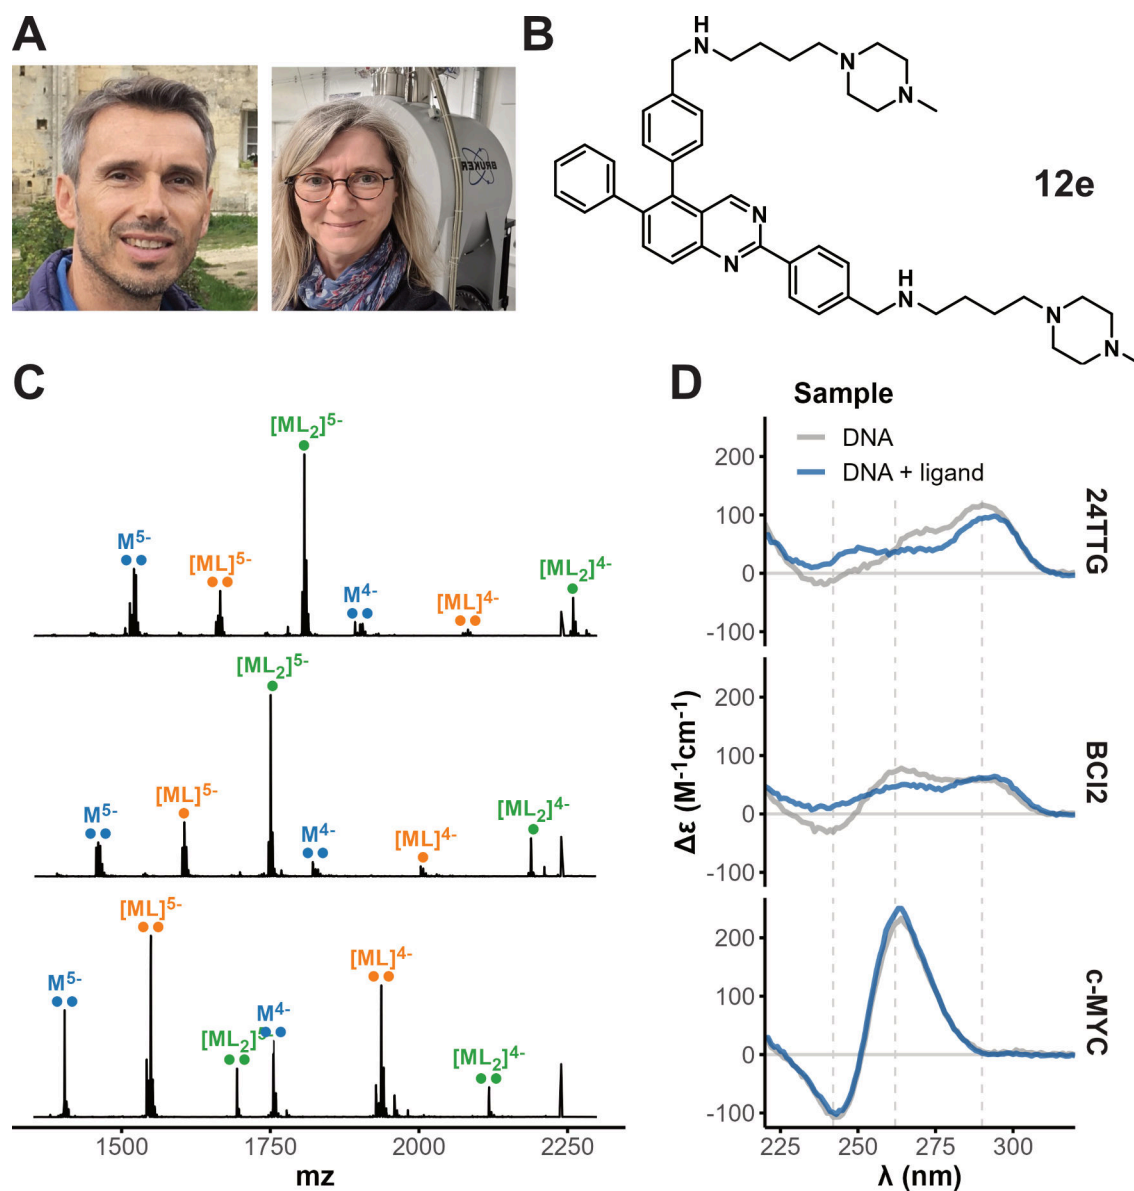 A
B
BRUKER
H
N
N
N
N
N
12e
H
N
N
N
C
[ML₂]⁵⁻
M⁵⁻
[ML]⁵⁻
M⁴⁻
[ML]⁴⁻
[ML₂]⁴⁻
[ML₂]⁵⁻
M⁵⁻
[ML]⁵⁻
M⁴⁻
[ML]⁴⁻
[ML₂]⁴⁻
[ML]⁵⁻
M⁵⁻
[ML₂]⁵⁻
M⁴⁻
[ML]⁴⁻
[ML₂]⁴⁻
1500 1750 2000 2250
mz
D
Sample
DNA
DNA + ligand
200
100
0
-100
24TTG
200
100
0
-100
BCl2
200
100
0
-100
c-MYC
Δε (M⁻¹cm⁻¹)
225 250 275 300
λ (nm)